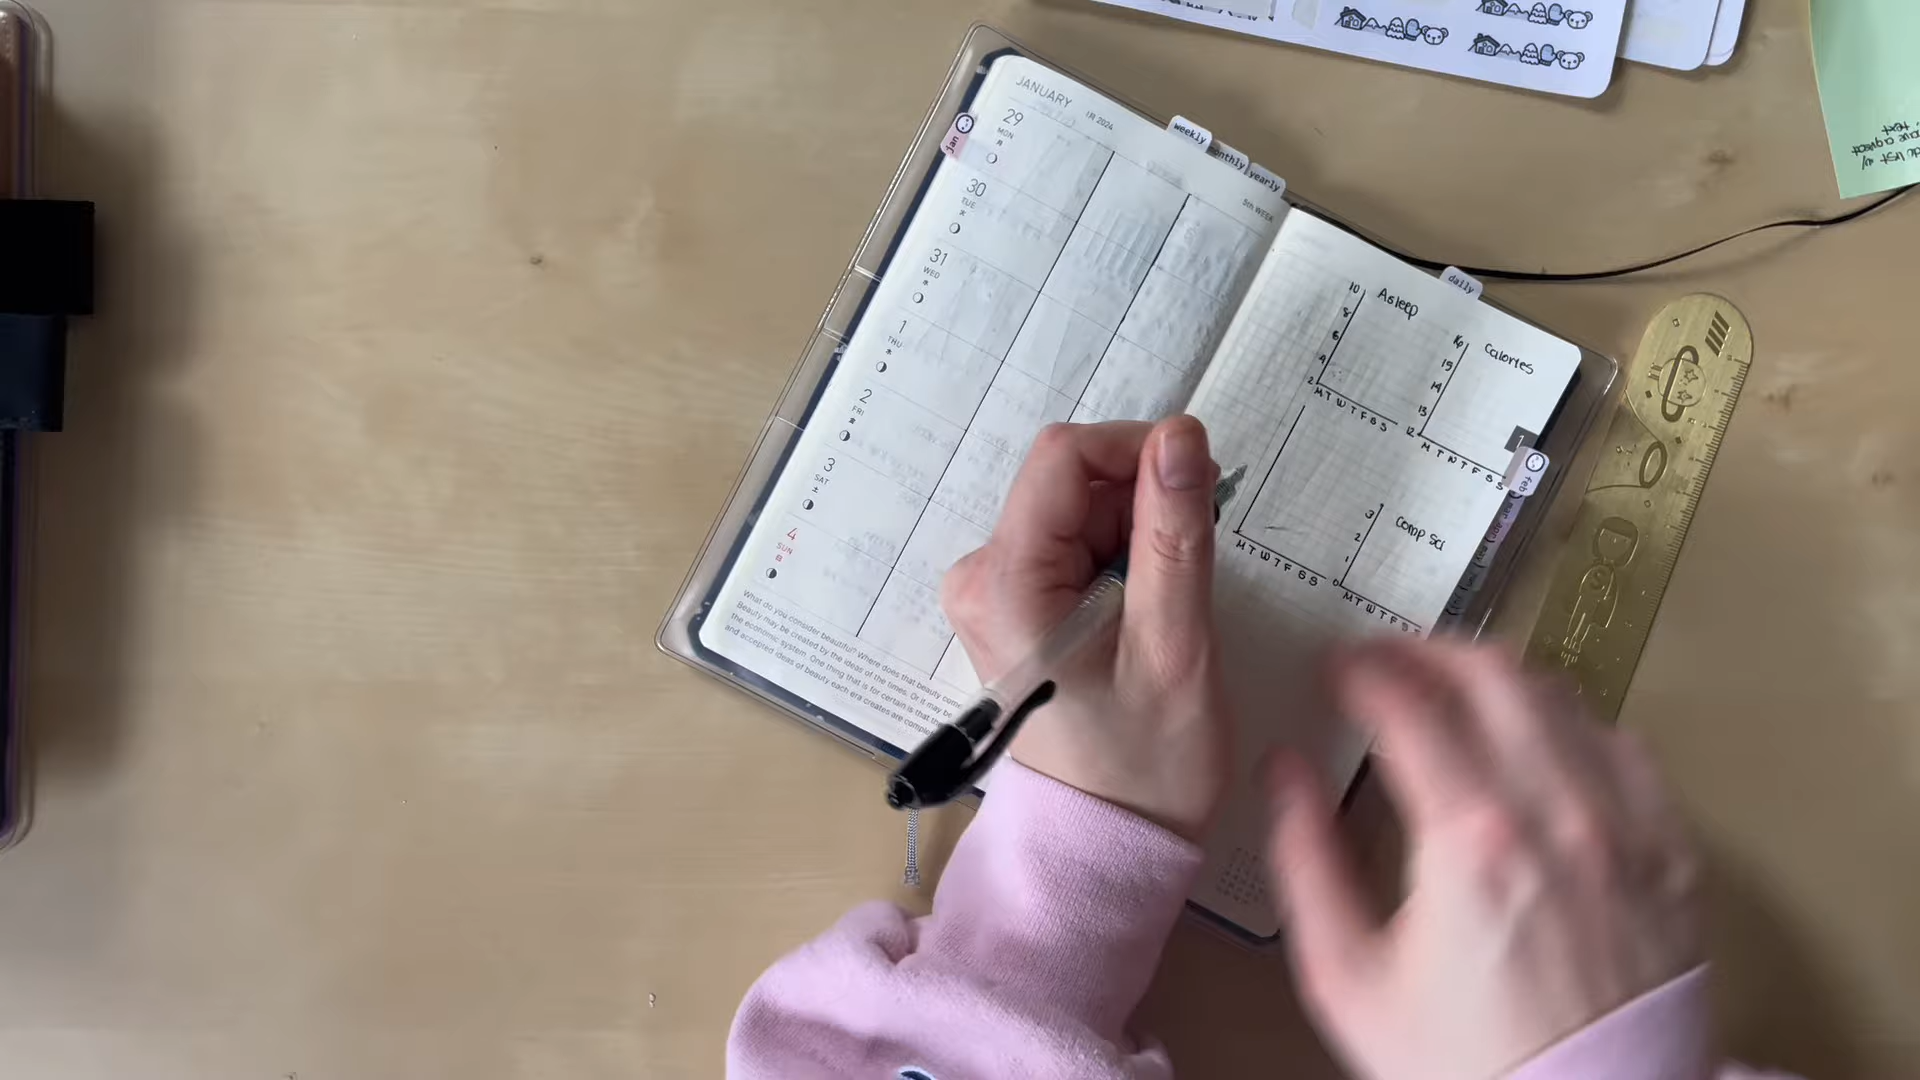 JANUARY
1月 2024
weekly
monthly
yearly
5th WEEK
jan
29
MON
月
30
TUE
火
31
WED
水
1
THU
木
2
FRI
金
3
SAT
土
4
SUN
日
What do you consider beautiful? Where does that beauty come
Beauty may be created by the ideas of the times. Or it may be
the economic system. One thing that is for certain is that the
and accepted ideas of beauty each era creates are
daily
Asleep
10
8
6
4
2
M T W T F S S
Calories
16
15
14
13
12
M T W T F S S
1
feb
M T W T F S S
Comp Sci
3
2
1
0
M T W T F S S